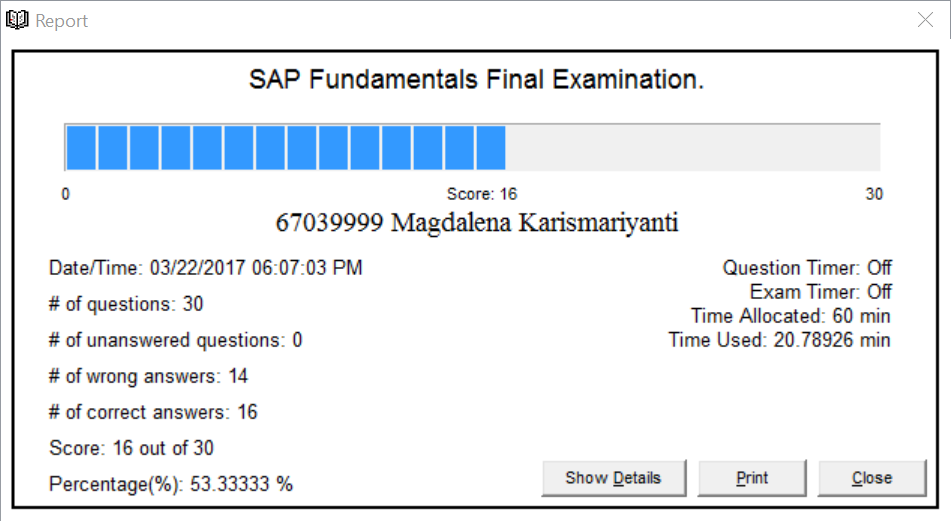 Report
SAP Fundamentals Final Examination.
0 Score: 16 30
67039999 Magdalena Karismariyanti
Date/Time: 03/22/2017 06:07:03 PM
# of questions: 30
# of unanswered questions: 0
# of wrong answers: 14
# of correct answers: 16
Score: 16 out of 30
Percentage(%): 53.33333 %
Question Timer: Off
Exam Timer: Off
Time Allocated: 60 min
Time Used: 20.78926 min
Show Details Print Close